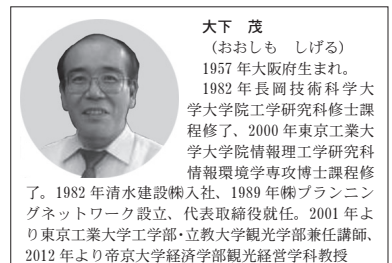 大下 茂
（おおしも しげる）
1957 年大阪府生まれ。
1982 年長岡技術科学大
学大学院工学研究科修士課
程修了、2000 年東京工業大
学大学院情報理工学研究科
情報環境学専攻博士課程修
了。1982 年清水建設㈱入社、1989 年㈱プランニン
グネットワーク設立、代表取締役就任。2001 年よ
り東京工業大学工学部・立教大学観光学部兼任講師、
2012 年より帝京大学経済学部観光経営学科教授